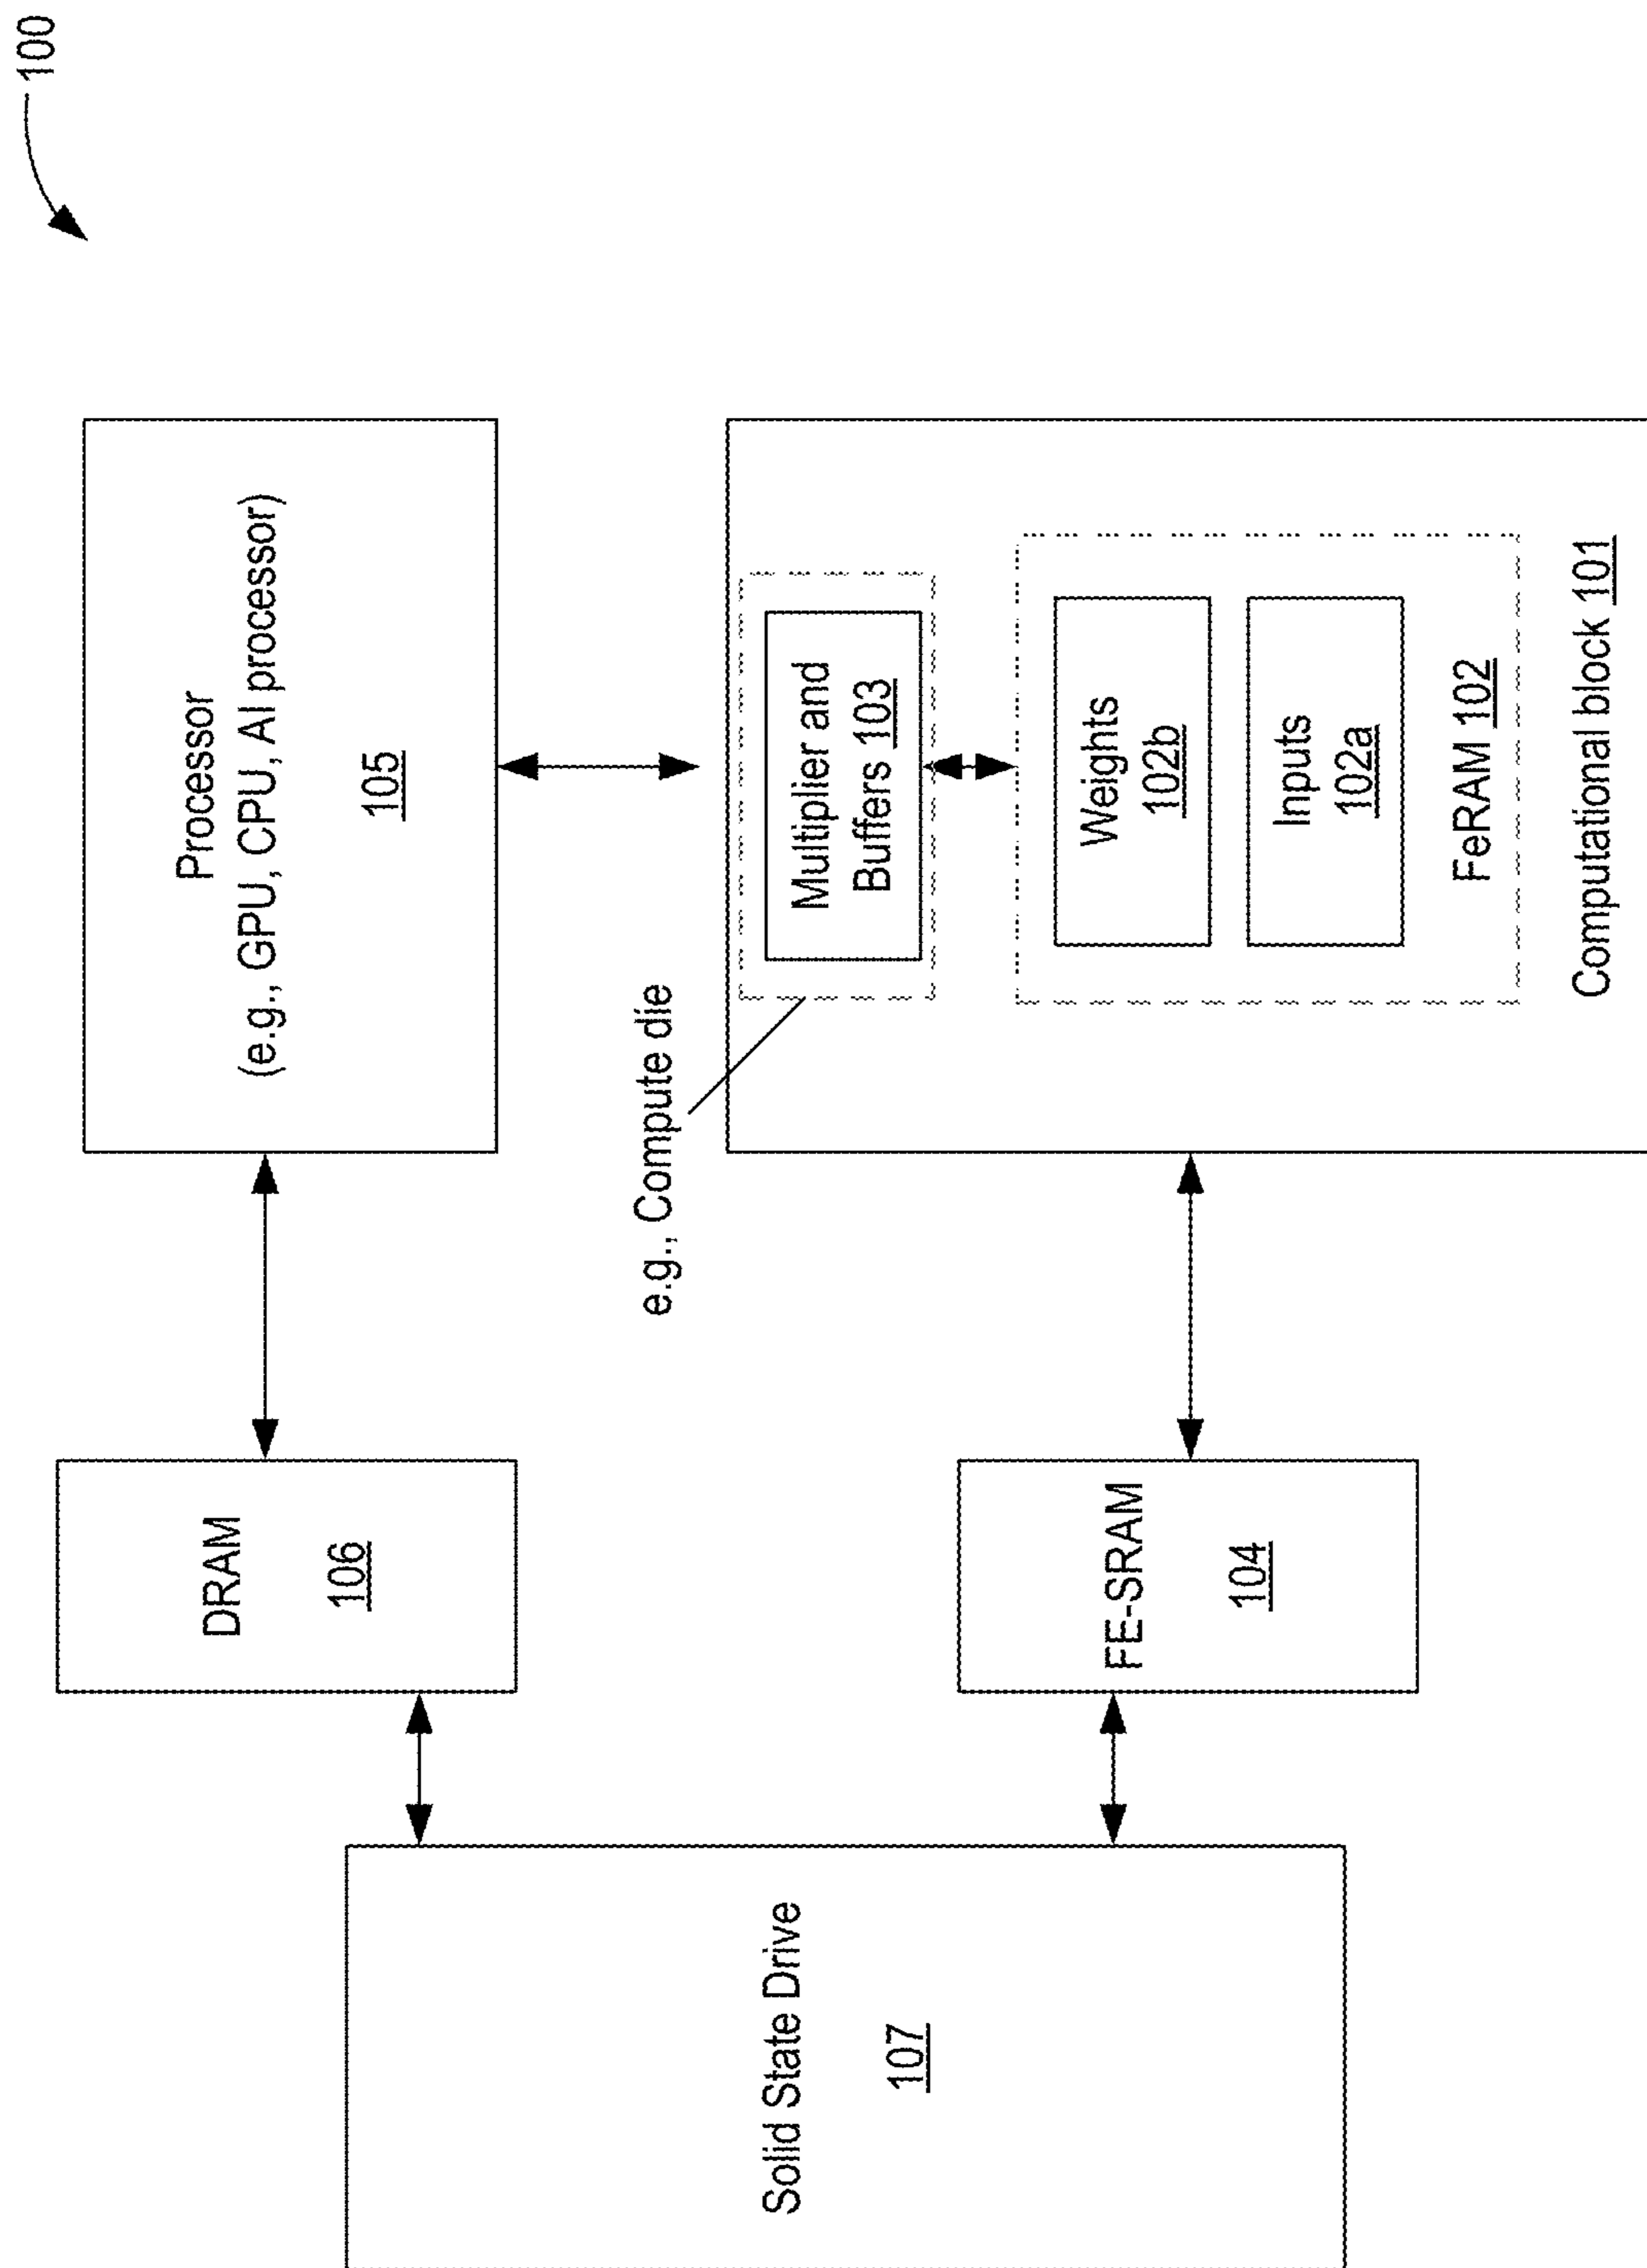 100
Processor
(e.g., GPU, CPU, AI processor)
105
DRAM
106
e.g., Compute die
Multiplier and
Buffers 103
Weights
102b
Inputs
102a
FeRAM 102
Computational block 101
FE-SRAM
104
Solid State Drive
107